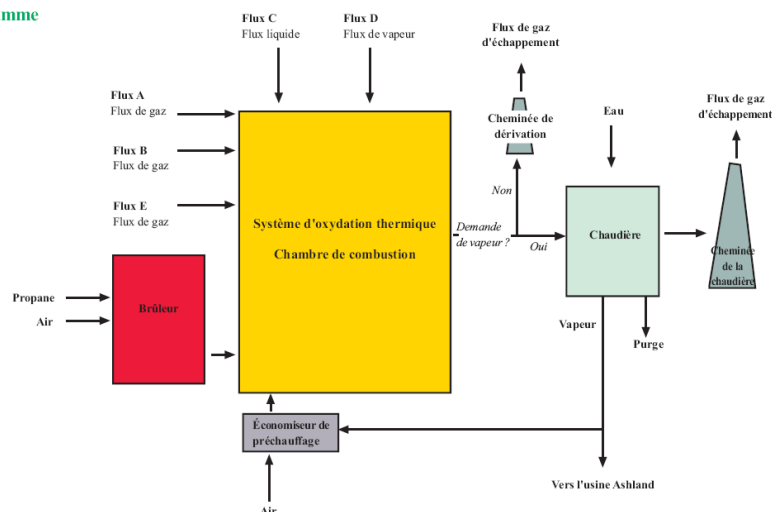 mme
Flux C
Flux liquide
Flux D
Flux de vapeur
Flux de gaz
d'échappement
Flux A
Flux de gaz
Cheminée de
dérivation
Eau
Flux de gaz
d'échappement
Flux B
Flux de gaz
Non
Flux E
Flux de gaz
Système d'oxydation thermique
Chambre de combustion
Demande
de vapeur ?
Oui
Chaudière
Cheminée
de la
chaudière
Propane
Air
Brûleur
Vapeur
Purge
Économiseur de
préchauffage
Vers l'usine Ashland
Air